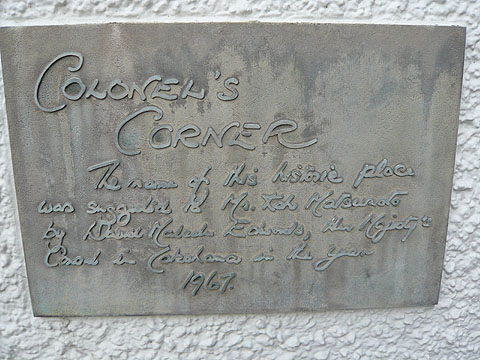 COLONEL'S
CORNER
The name of this historic place
was suggested to Mr. Matsumoto
by Edwards, Her Majesty's
Consul in Yokohama in the year
1967.